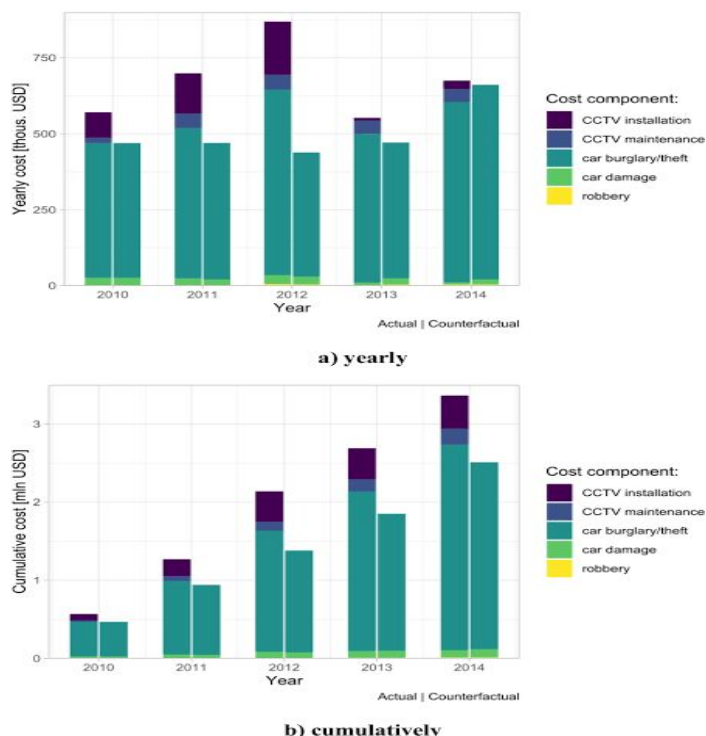 750
500
250
0
Yearly cost [thous. USD]
2010 2011 2012 2013 2014
Year
Actual | Counterfactual
Cost component:
CCTV installation
CCTV maintenance
car burglary/theft
car damage
robbery
a) yearly
3
2
1
0
Cumulative cost [mln USD]
2010 2011 2012 2013 2014
Year
Actual | Counterfactual
Cost component:
CCTV installation
CCTV maintenance
car burglary/theft
car damage
robbery
b) cumulatively